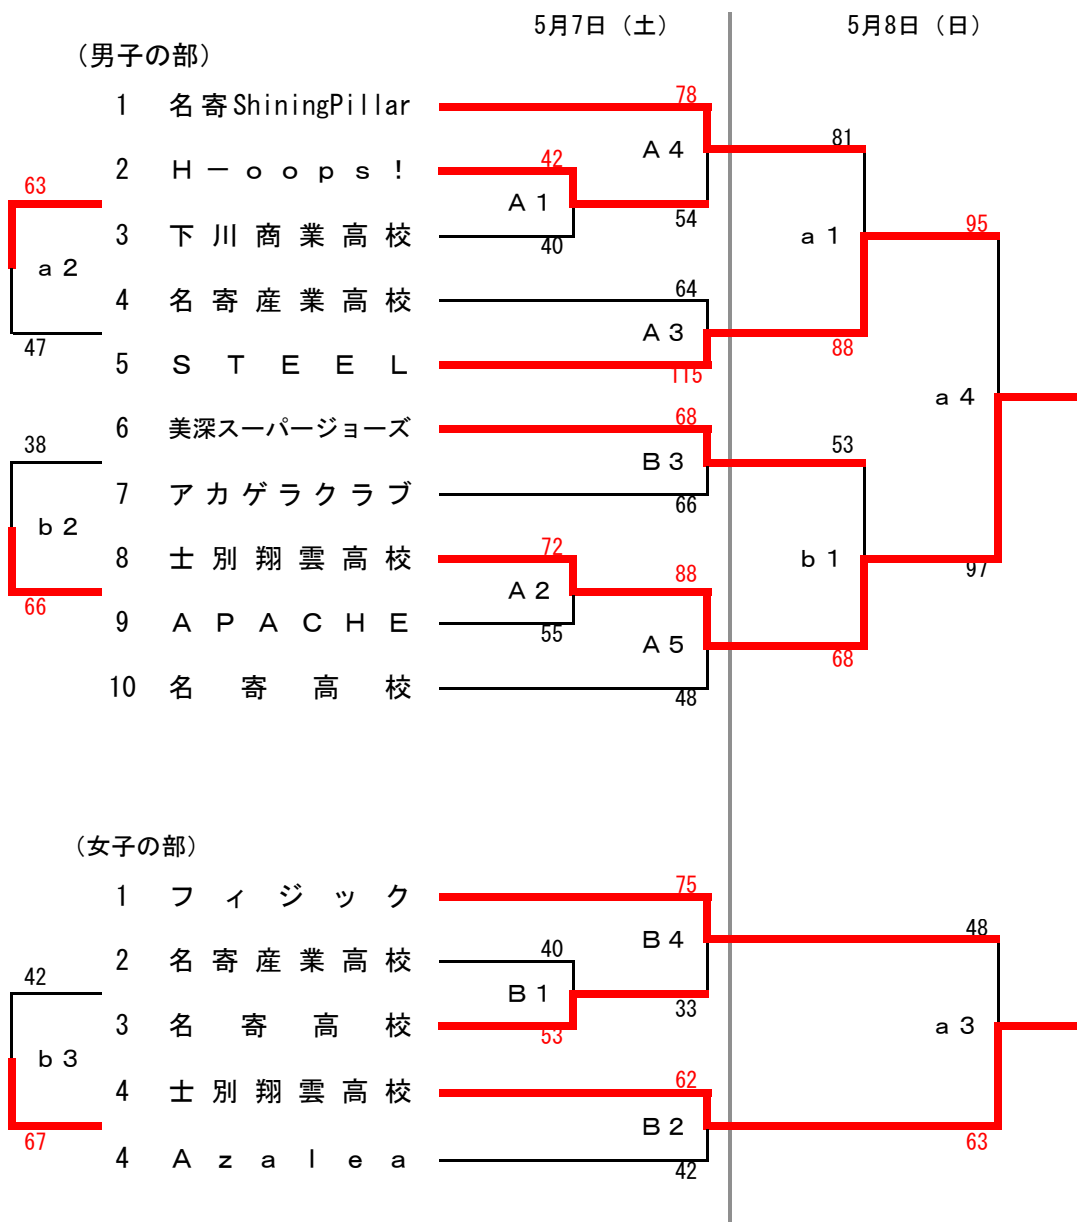 5月7日（土） 5月8日（日）
（男子の部）
1 名寄ShiningPillar 78
81
A4
2 H－oops! 42
63
A1
54
3 下川商業高校 40
a1 95
a2
4 名寄産業高校 64
A3
47
88
5 STEEL 115
a4
6 美深スーパージョーズ 68
38
53
B3
7 アカゲラクラブ 66
b2
8 士別翔雲高校 72
b1 97
88
A2
66
9 APACHE 55
A5
68
10 名寄高校 48
（女子の部）
1 フィジック 75
48
B4
2 名寄産業高校 40
42
B1
33
3 名寄高校 53
a3
b3
4 士別翔雲高校 62
B2
67
63
4 Azalea 42